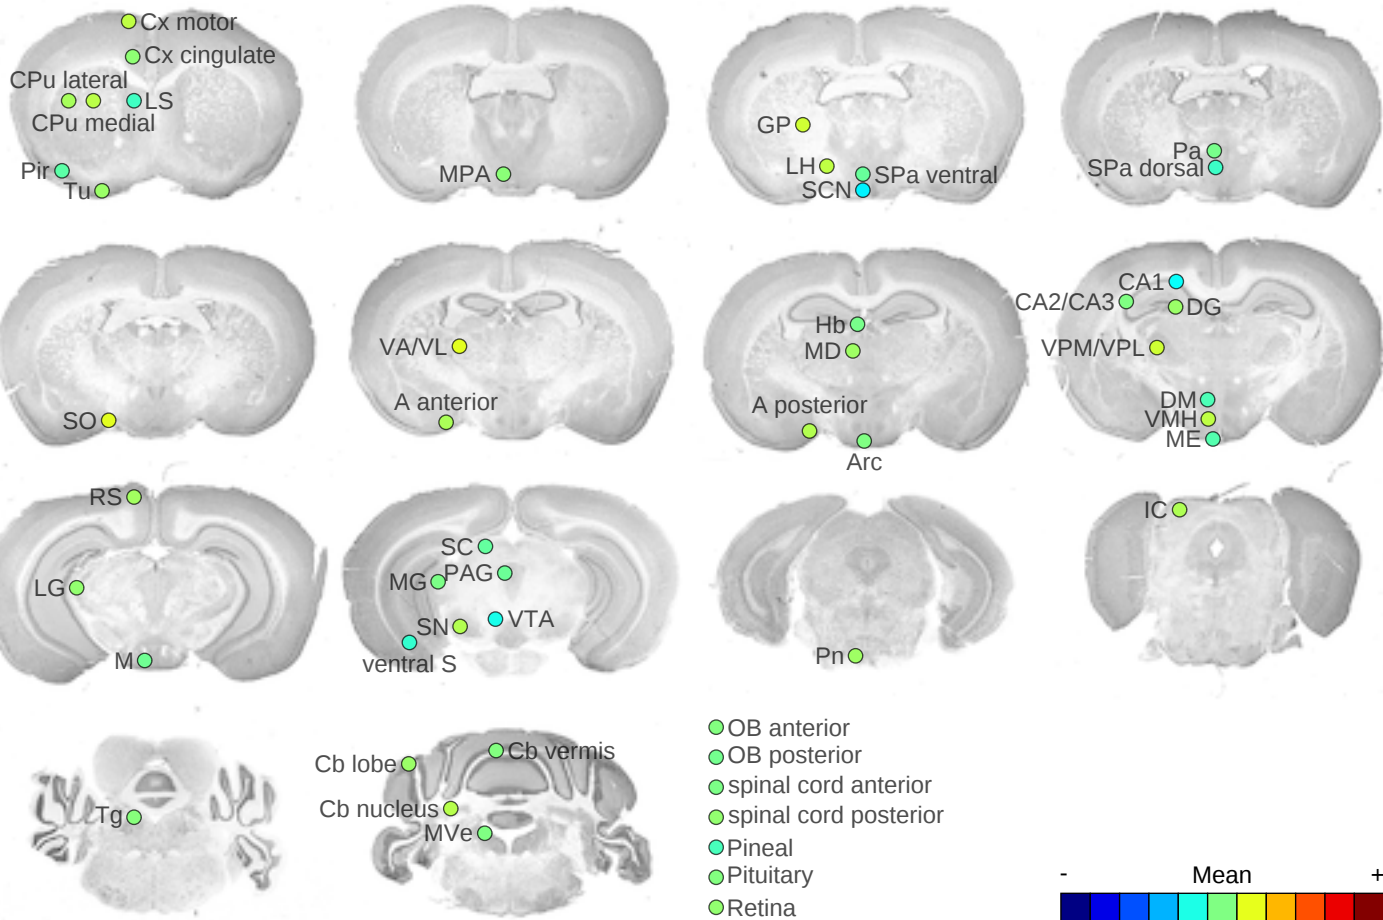 Cx motor
Cx cingulate
CPu lateral
LS
CPu medial
Pir
Tu
MPA
GP
LH
SPa ventral
SCN
Pa
SPa dorsal
SO
VA/VL
A anterior
Hb
MD
A posterior
Arc
CA1
CA2/CA3
DG
VPM/VPL
DM
VMH
ME
RS
LG
M
SC
MG
PAG
SN
VTA
ventral S
Pn
IC
Tg
Cb lobe
Cb vermis
Cb nucleus
MVe
OB anterior
OB posterior
spinal cord anterior
spinal cord posterior
Pineal
Pituitary
Retina
- Mean +